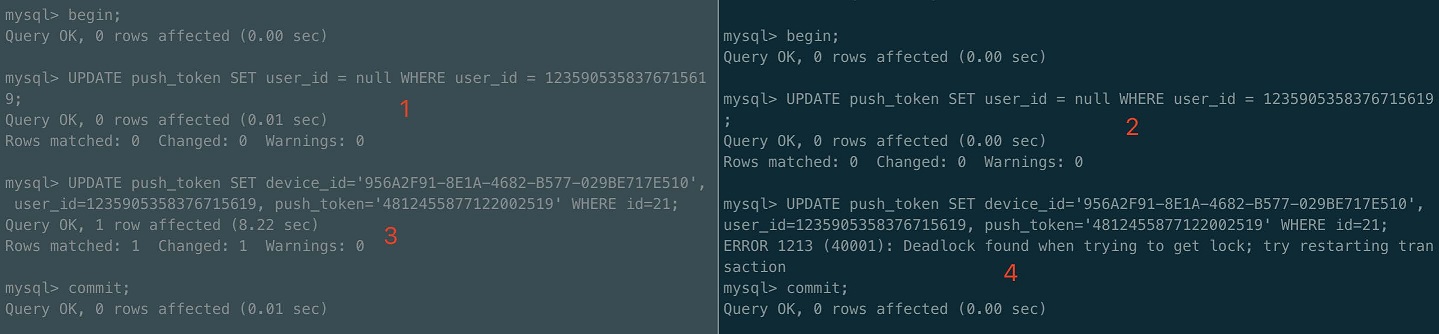 mysql> begin;
Query OK, 0 rows affected (0.00 sec)
mysql> UPDATE push_token SET user_id = null WHERE user_id = 123590535837671561
9;
1
Query OK, 0 rows affected (0.01 sec)
Rows matched: 0  Changed: 0  Warnings: 0
mysql> UPDATE push_token SET device_id='956A2F91-8E1A-4682-B577-029BE717E510',
user_id=1235905358376715619, push_token='4812455877122002519' WHERE id=21;
Query OK, 1 row affected (8.22 sec)
3
Rows matched: 1  Changed: 1  Warnings: 0
mysql> commit;
Query OK, 0 rows affected (0.01 sec)
mysql> begin;
Query OK, 0 rows affected (0.00 sec)
mysql> UPDATE push_token SET user_id = null WHERE user_id = 1235905358376715619
;
2
Query OK, 0 rows affected (0.00 sec)
Rows matched: 0  Changed: 0  Warnings: 0
mysql> UPDATE push_token SET device_id='956A2F91-8E1A-4682-B577-029BE717E510',
user_id=1235905358376715619, push_token='4812455877122002519' WHERE id=21;
ERROR 1213 (40001): Deadlock found when trying to get lock; try restarting tran
saction
4
mysql> commit;
Query OK, 0 rows affected (0.00 sec)